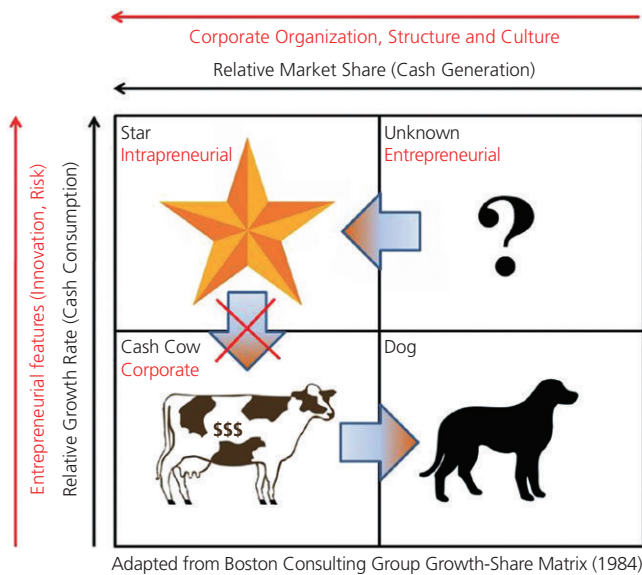 Corporate Organization, Structure and Culture
Relative Market Share (Cash Generation)
Entrepreneurial features (Innovation, Risk)
Relative Growth Rate (Cash Consumption)
Star
Intrapreneurial
Unknown
Entrepreneurial
?
Cash Cow
Corporate
$$$
Dog
Adapted from Boston Consulting Group Growth-Share Matrix (1984)